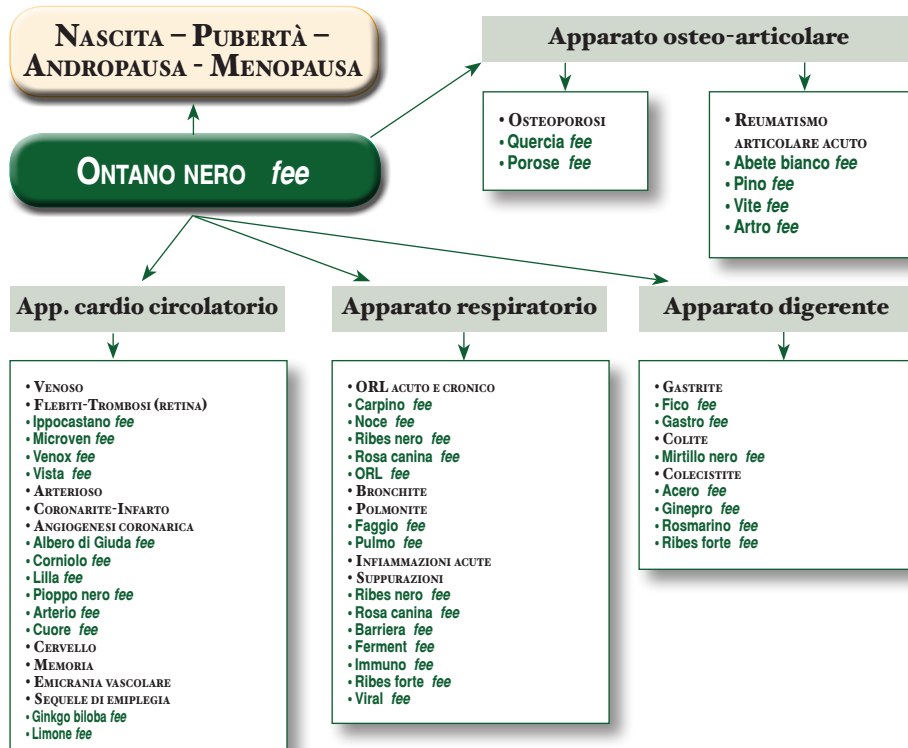 Nascita – Pubertà –
Andropausa - Menopausa
Ontano nero fee
Apparato osteo-articolare
• Osteoporosi
• Quercia fee
• Porose fee
• Reumatismo
articolare acuto
• Abete bianco fee
• Pino fee
• Vite fee
• Artro fee
App. cardio circolatorio
• Venoso
• Flebiti-Trombosi (retina)
• Ippocastano fee
• Microven fee
• Venox fee
• Vista fee
• Arterioso
• Coronarite-Infarto
• Angiogenesi coronarica
• Albero di Giuda fee
• Corniolo fee
• Lilla fee
• Pioppo nero fee
• Arterio fee
• Cuore fee
• Cervello
• Memoria
• Emicrania vascolare
• Sequele di emiplegia
• Ginkgo biloba fee
• Limone fee
Apparato respiratorio
• ORL acuto e cronico
• Carpino fee
• Noce fee
• Ribes nero fee
• Rosa canina fee
• ORL fee
• Bronchite
• Polmonite
• Faggio fee
• Pulmo fee
• Infiammazioni acute
• Suppurazioni
• Ribes nero fee
• Rosa canina fee
• Barriera fee
• Ferment fee
• Immuno fee
• Ribes forte fee
• Viral fee
Apparato digerente
• Gastrite
• Fico fee
• Gastro fee
• Colite
• Mirtillo nero fee
• Colecistite
• Acero fee
• Ginepro fee
• Rosmarino fee
• Ribes forte fee